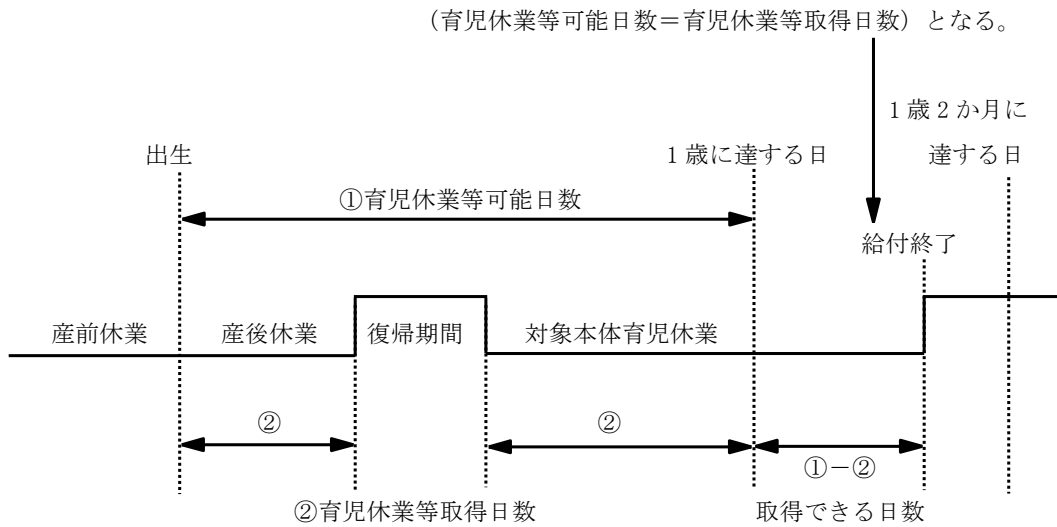 （育児休業等可能日数＝育児休業等取得日数）となる。
１歳２か月に
出生
１歳に達する日
達する日
①育児休業等可能日数
給付終了
産前休業
産後休業
復帰期間
対象本体育児休業
②
②
①－②
②育児休業等取得日数
取得できる日数